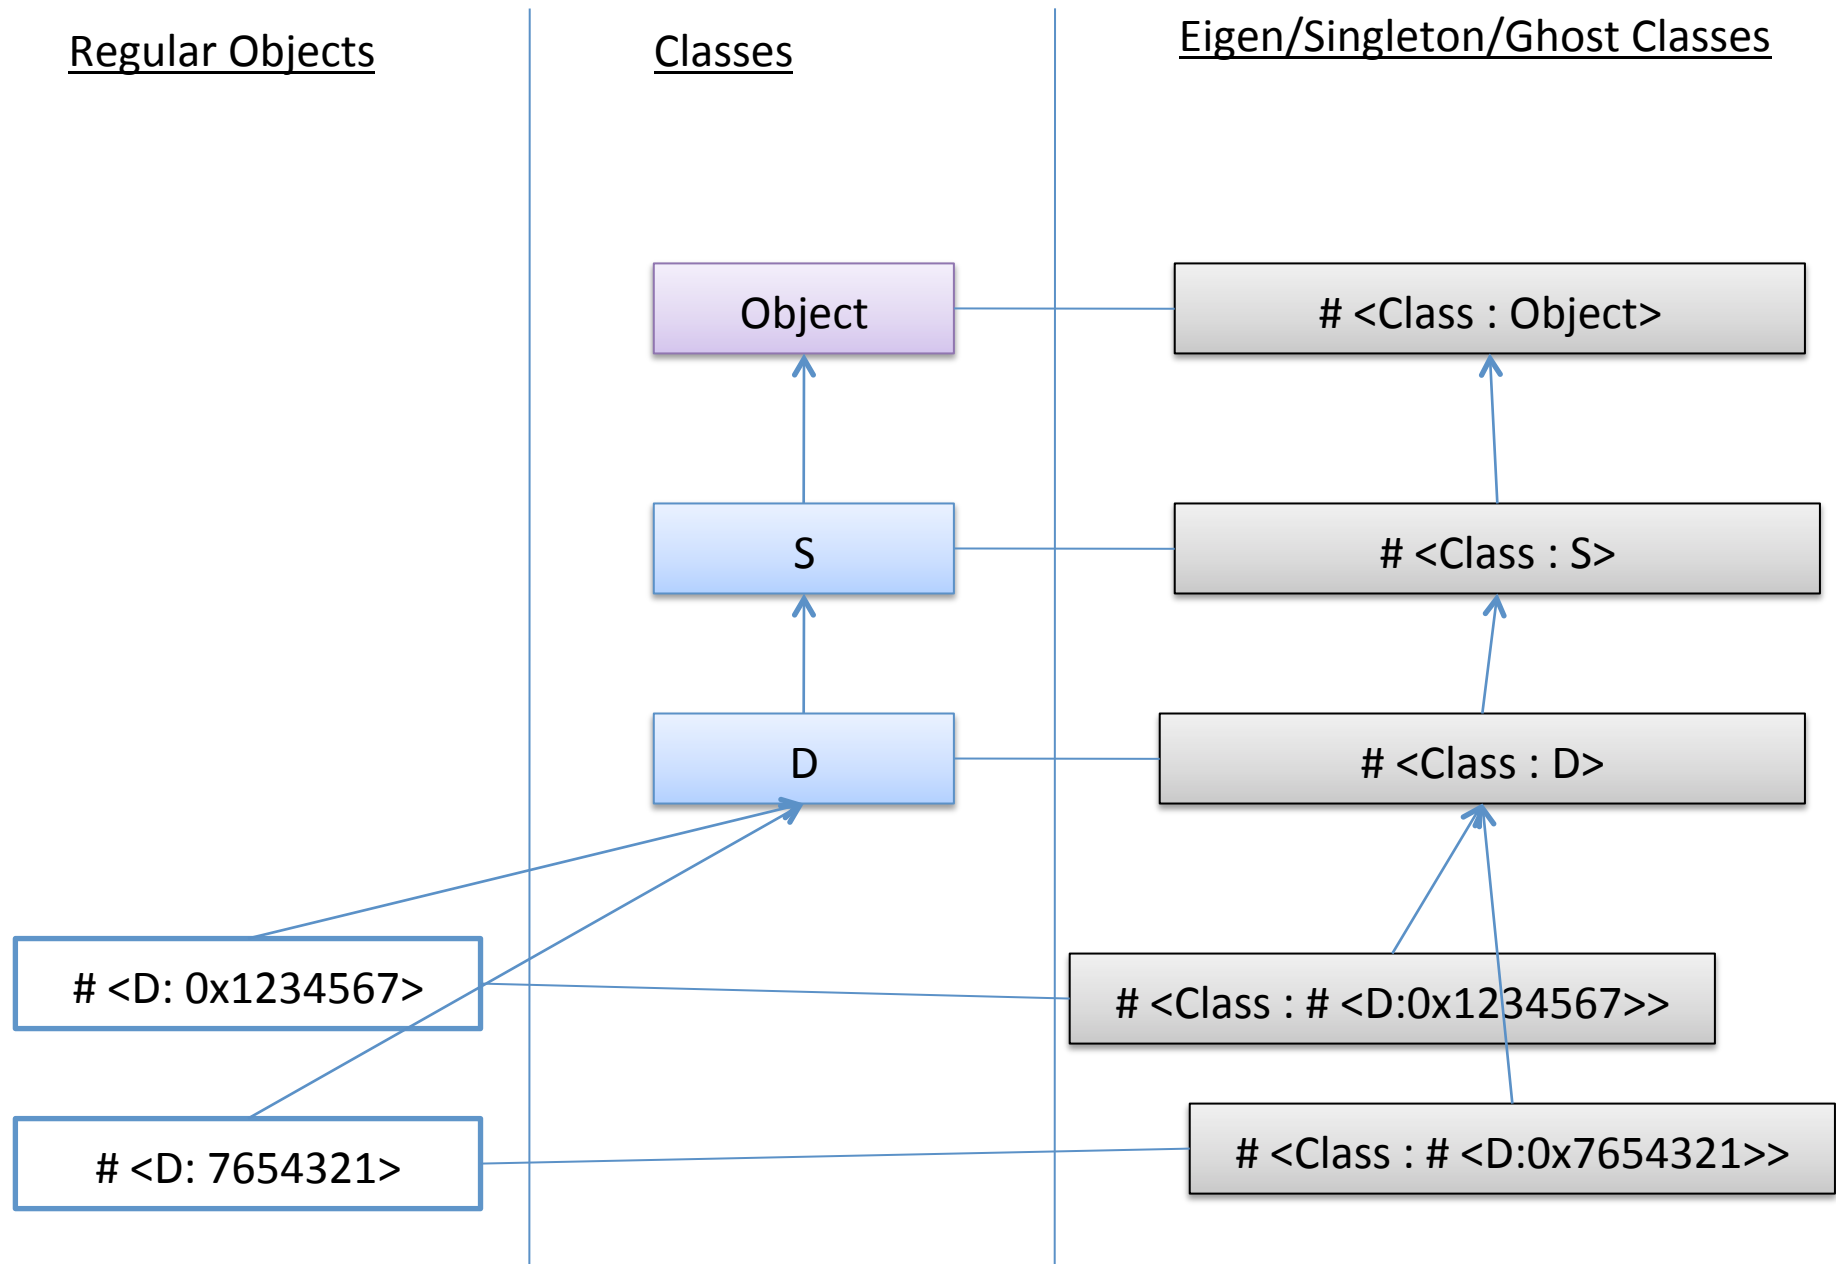 Regular Objects
Classes
Eigen/Singleton/Ghost Classes
Object
# <Class : Object>
S
# <Class : S>
D
# <Class : D>
# <D: 0x1234567>
# <Class : # <D:0x1234567>>
# <D: 7654321>
# <Class : # <D:0x7654321>>